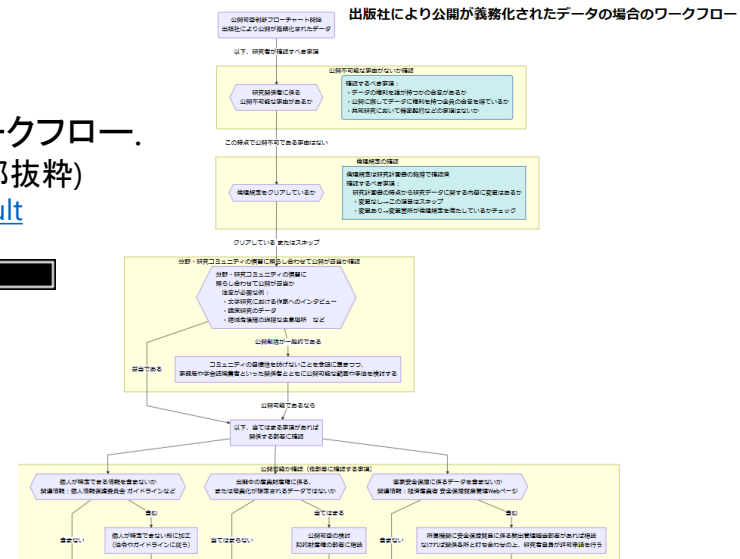 出版社により公開が義務化されたデータの場合のワークフロー
公開可否判断フローチャート開始
出版社により公開が義務化されたデータ
以下、研究者が確認すべき事項
公開不可能な事由がないか確認
研究関係者に係る
公開不可能な事由があるか
確認するべき事項:
・データの権利を誰が持つかの合意があるか
・公開に際してデータに権利を持つ全員の合意を得ているか
・共同研究において機密契約などの事項はないか
ークフロー.
部抜粋)
ult
この時点で公開不可である事由はない
倫理規定の確認
倫理規定をクリアしているか
倫理規定は研究計画書の段階で確認後
確認するべき事項:
研究計画書の時点から研究データに関する内容に変更はあるか
・変更なし→この項目はスキップ
・変更あり→変更箇所が倫理規定を満たしているかチェック
クリアしている またはスキップ
分野・研究コミュニティの慣習に照らし合わせて公開が妥当か確認
分野・研究コミュニティの慣習に
照らし合わせて公開が妥当か
注意が必要な例:
・文学研究における作家へのインタビュー
・臨床研究のデータ
・絶滅危惧種の詳細な生息場所 など
公開制限が一般的である
妥当である
コミュニティの自律性を妨げないことを念頭に置きつつ、
事務局や学会誌編集者といった関係者とともに公開可能な範囲や手法を検討する
公開可能であるなら
以下、当てはまる事項があれば
関係する部署に確認
公開可能か確認(他部署に確認する事項)
個人が特定できる情報を含まないか
関連情報:個人情報保護委員会 ガイドラインなど
出願中の産業財産権に係る、
または商業化が想定されるデータではないか
国家安全保障に係るデータを含まないか
関連情報:経済産業省 安全保障貿易管理Webページ
含まない
含む
当てはまらない
当てはまる
含まない
含む
個人が特定できない形に加工
(法令やガイドラインに従う)
公開可否の検討
知的財産権の部署に相談
所属機関に安全保障貿易に係る輸出管理担当部署があれば相談
なければ関係各所と打ち合わせの上、研究者自身が許可申請を行う